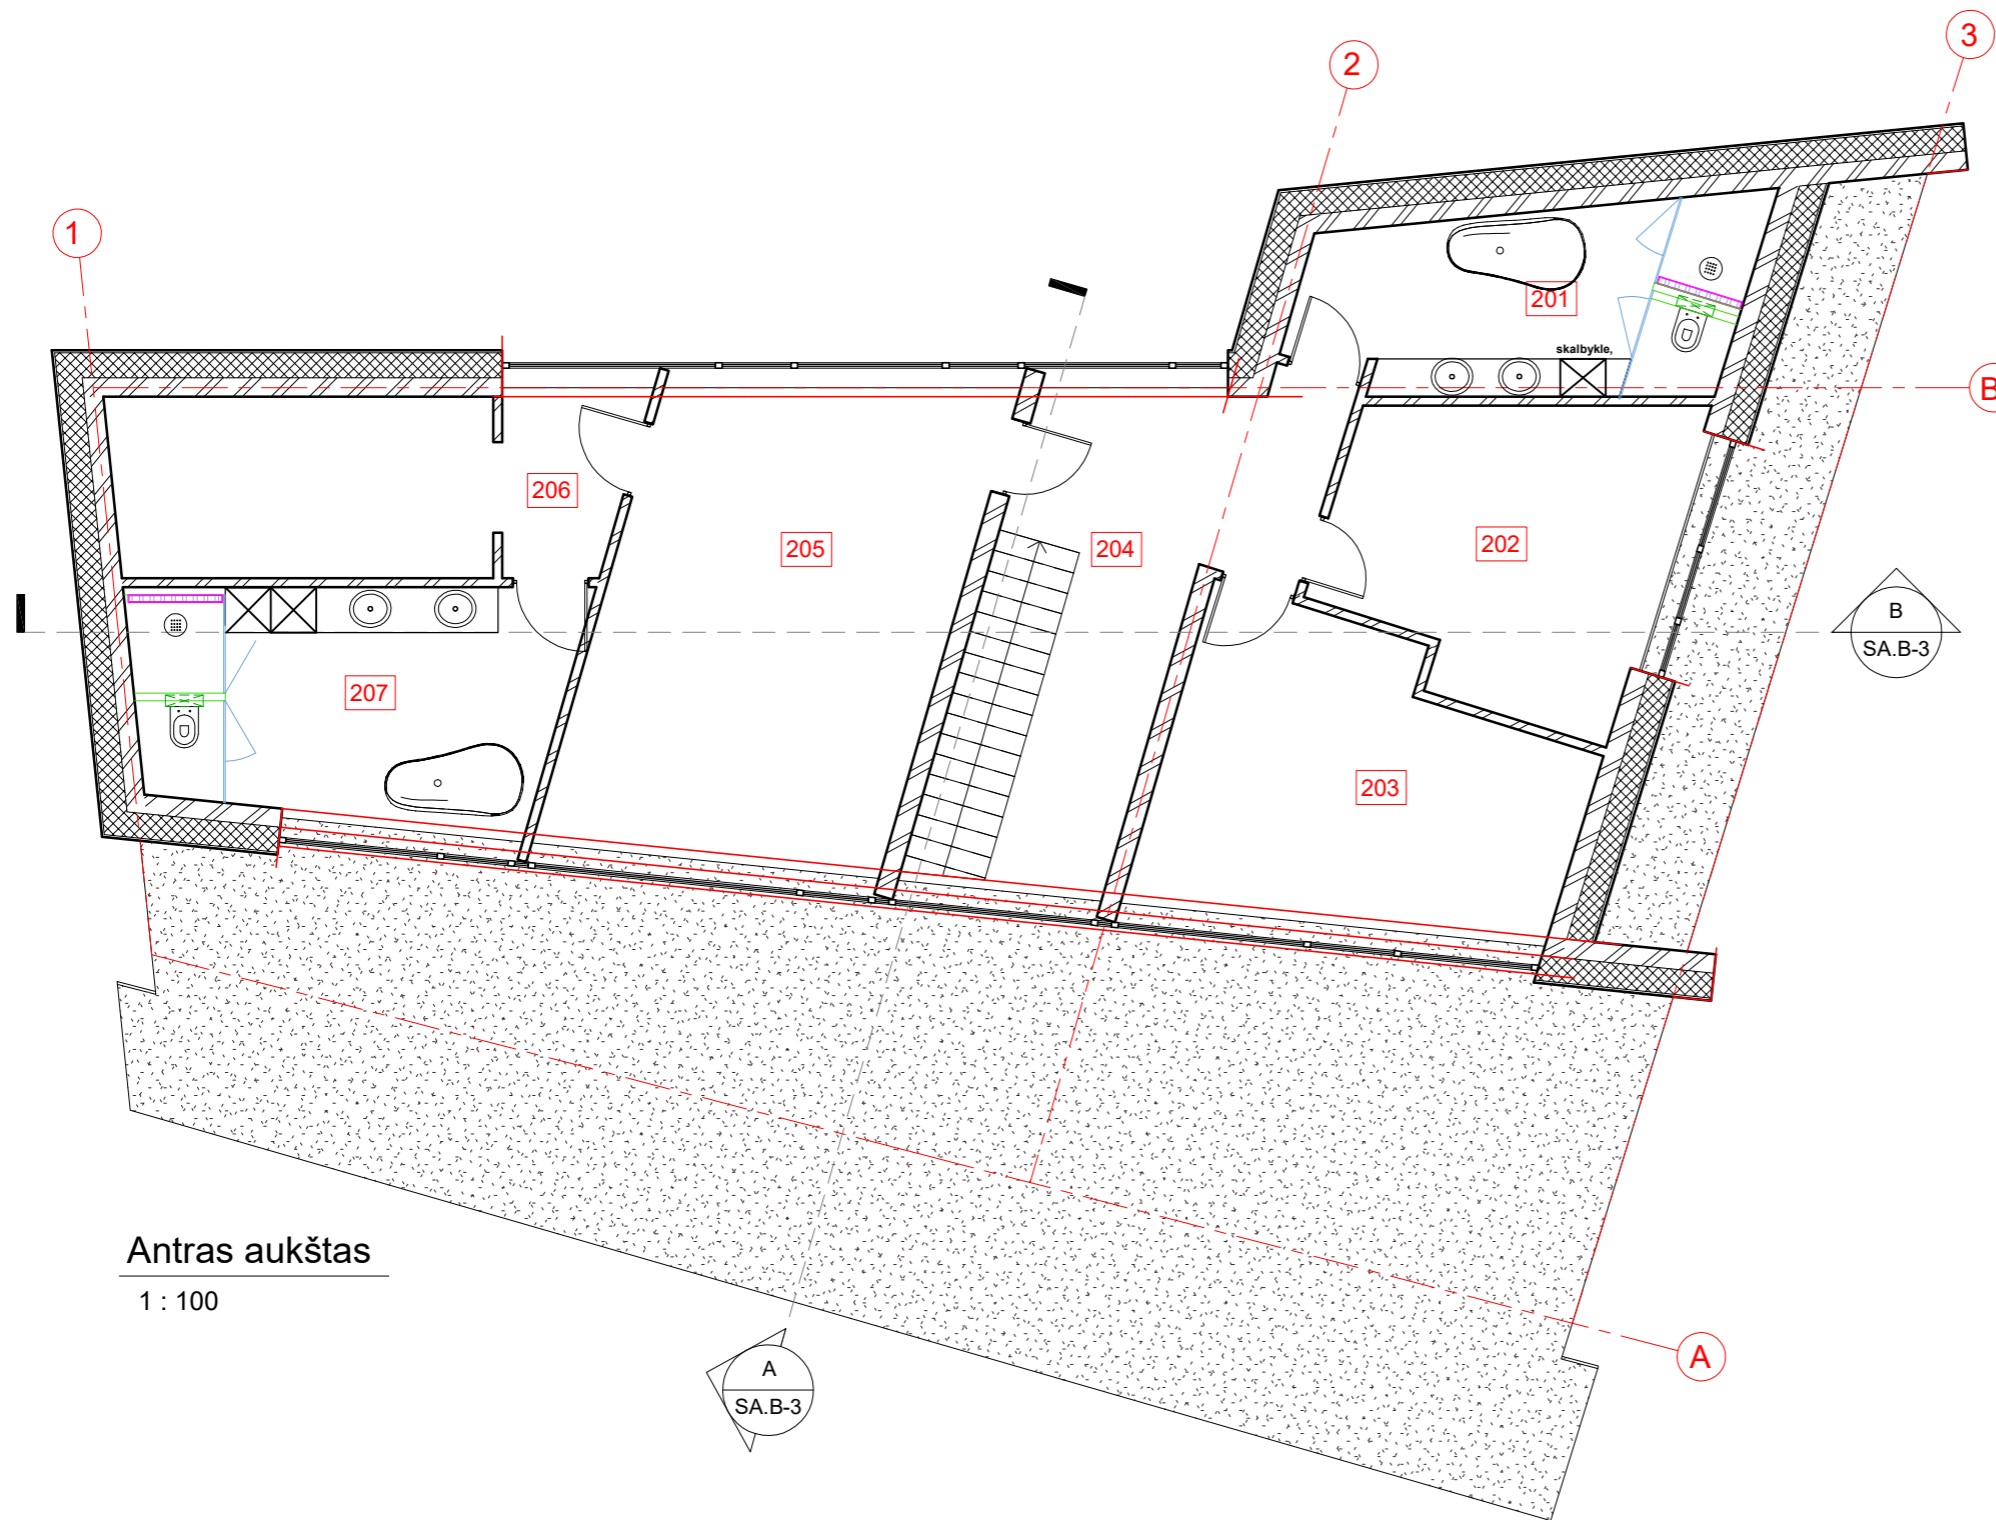 3
2
1
201
skalbykle,
B
206
205
204
202
B
SA.B-3
207
203
Antras aukštas
1 : 100
A
A
SA.B-3